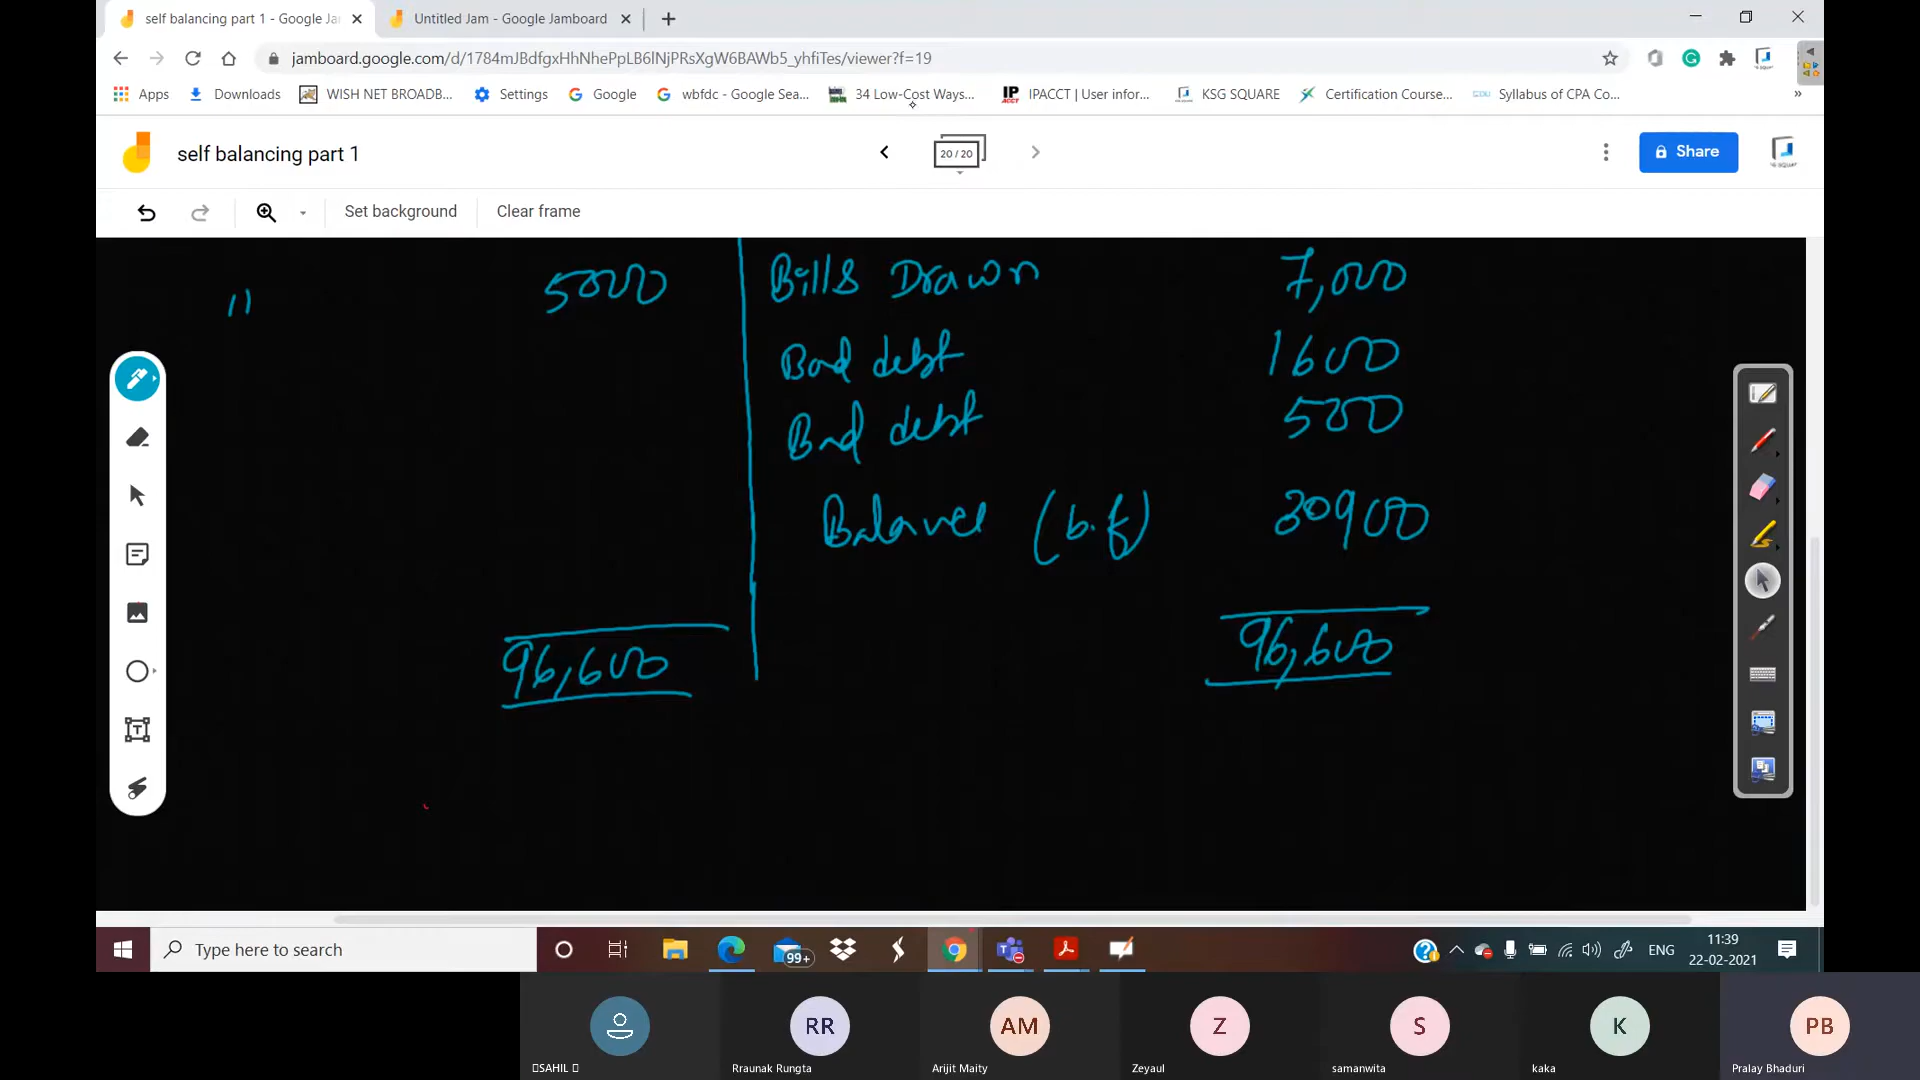 self balancing part 1 - Google Ja
Untitled Jam - Google Jamboard
jamboard.google.com/d/1784mJBdfgxHhNhePpLB6lNjPRsXgW6BAWb5_yhfiTes/viewer?f=19
Apps
Downloads
WISH NET BROADB...
Settings
Google
wbfdc - Google Sea...
34 Low-Cost Ways...
IPACCT | User infor...
KSG SQUARE
Certification Course...
Syllabus of CPA Co...
»
self balancing part 1
20 / 20
Share
Set background
Clear frame
11 5000 Bills Drawn 7,000
Bad debt 1600
Bad debt 500
Balance (b.f) 30900
96,600 96,600
Type here to search
99+
ENG
11:39
22-02-2021
RR
AM
Z
S
K
PB
SAHIL
Rraunak Rungta
Arijit Maity
Zeyaul
samanwita
kaka
Pralay Bhaduri